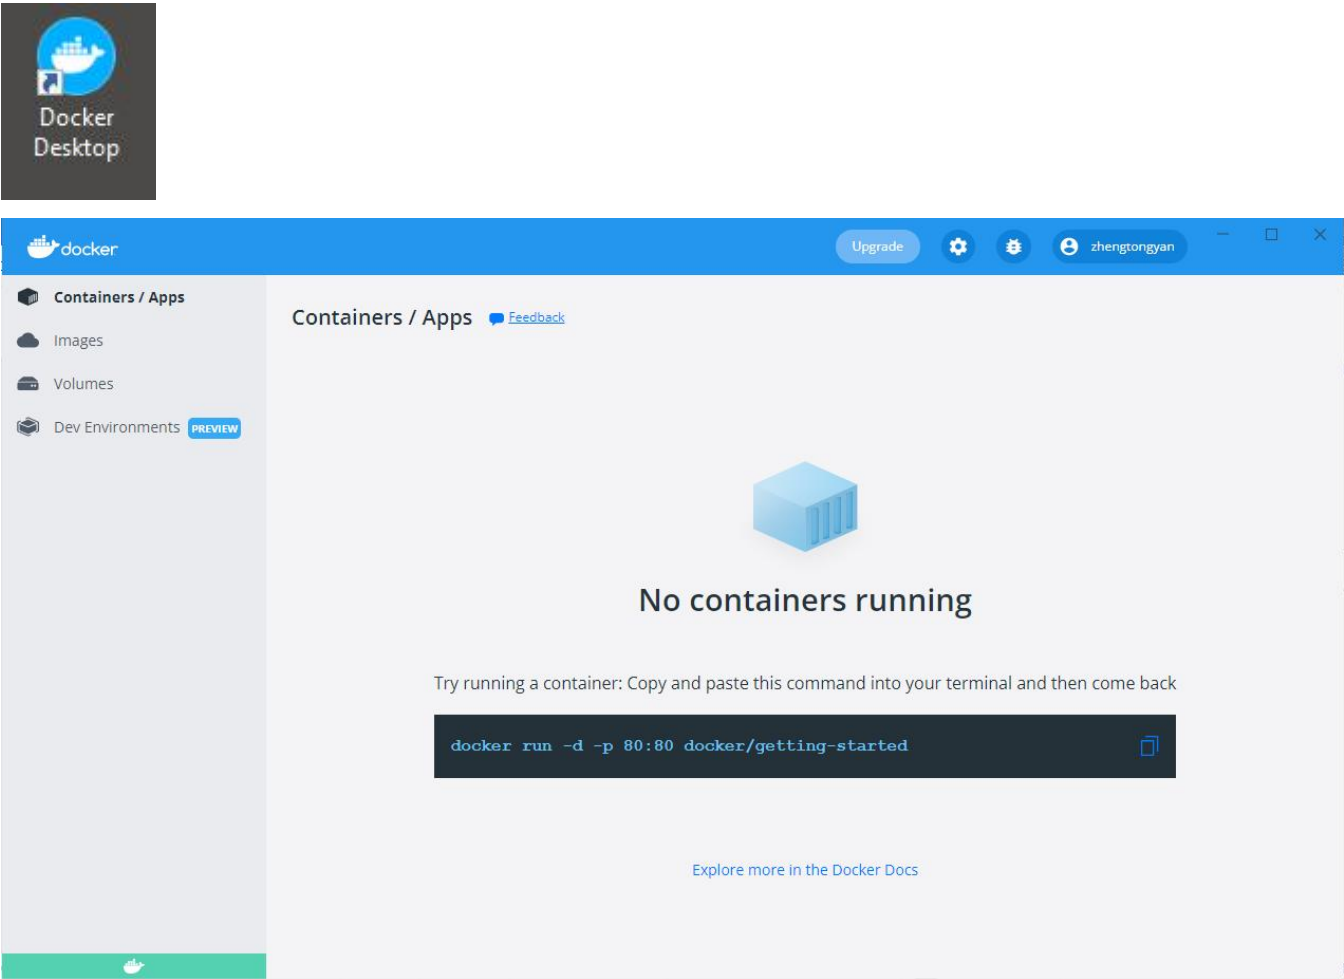 Docker
Desktop
docker
Upgrade
zhengtongyan
Containers / Apps
Images
Volumes
Dev Environments PREVIEW
Containers / Apps Feedback
No containers running
Try running a container: Copy and paste this command into your terminal and then come back
docker run -d -p 80:80 docker/getting-started
Explore more in the Docker Docs